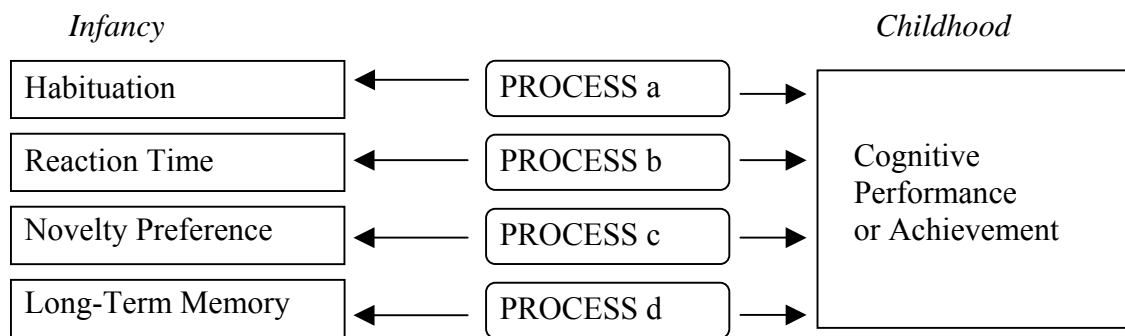 Infancy Childhood
Habituation PROCESS a
Reaction Time PROCESS b
Novelty Preference PROCESS c
Long-Term Memory PROCESS d
Cognitive
Performance
or Achievement